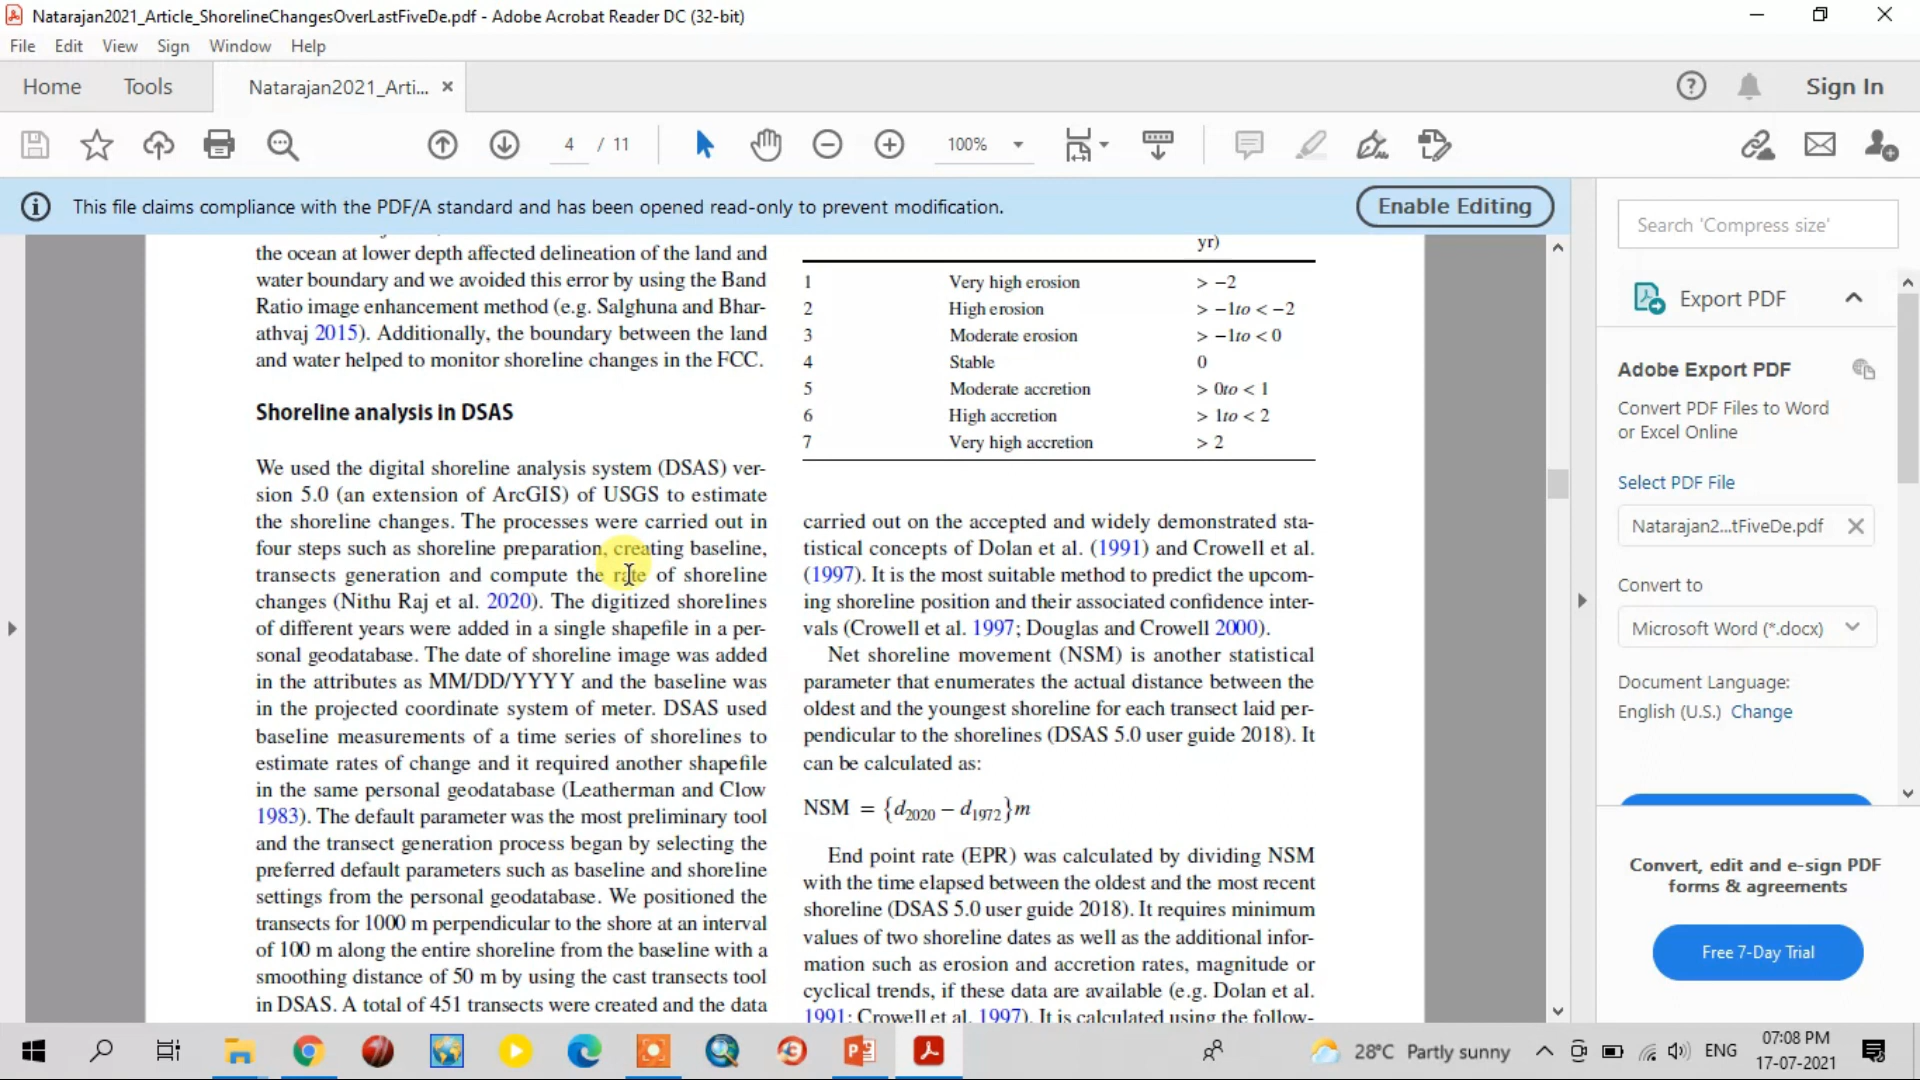 Natarajan2021_Article_ShorelineChangesOverLastFiveDe.pdf - Adobe Acrobat Reader DC (32-bit)
File Edit View Sign Window Help
Home Tools Natarajan2021_Arti... × Sign In
4 / 11 100%
This file claims compliance with the PDF/A standard and has been opened read-only to prevent modification. Enable Editing
the ocean at lower depth affected delineation of the land and
water boundary and we avoided this error by using the Band
Ratio image enhancement method (e.g. Salghuna and Bhar-
athvaj 2015). Additionally, the boundary between the land
and water helped to monitor shoreline changes in the FCC.
Shoreline analysis in DSAS
We used the digital shoreline analysis system (DSAS) ver-
sion 5.0 (an extension of ArcGIS) of USGS to estimate
the shoreline changes. The processes were carried out in
four steps such as shoreline preparation, creating baseline,
transects generation and compute the rate of shoreline
changes (Nithu Raj et al. 2020). The digitized shorelines
of different years were added in a single shapefile in a per-
sonal geodatabase. The date of shoreline image was added
in the attributes as MM/DD/YYYY and the baseline was
in the projected coordinate system of meter. DSAS used
baseline measurements of a time series of shorelines to
estimate rates of change and it required another shapefile
in the same personal geodatabase (Leatherman and Clow
1983). The default parameter was the most preliminary tool
and the transect generation process began by selecting the
preferred default parameters such as baseline and shoreline
settings from the personal geodatabase. We positioned the
transects for 1000 m perpendicular to the shore at an interval
of 100 m along the entire shoreline from the baseline with a
smoothing distance of 50 m by using the cast transects tool
in DSAS. A total of 451 transects were created and the data
yr)
1 Very high erosion > −2
2 High erosion > −1to < −2
3 Moderate erosion > −1to < 0
4 Stable 0
5 Moderate accretion > 0to < 1
6 High accretion > 1to < 2
7 Very high accretion > 2
carried out on the accepted and widely demonstrated sta-
tistical concepts of Dolan et al. (1991) and Crowell et al.
(1997). It is the most suitable method to predict the upcom-
ing shoreline position and their associated confidence inter-
vals (Crowell et al. 1997; Douglas and Crowell 2000).
Net shoreline movement (NSM) is another statistical
parameter that enumerates the actual distance between the
oldest and the youngest shoreline for each transect laid per-
pendicular to the shorelines (DSAS 5.0 user guide 2018). It
can be calculated as:
NSM = {d2020 − d1972}m
End point rate (EPR) was calculated by dividing NSM
with the time elapsed between the oldest and the most recent
shoreline (DSAS 5.0 user guide 2018). It requires minimum
values of two shoreline dates as well as the additional infor-
mation such as erosion and accretion rates, magnitude or
cyclical trends, if these data are available (e.g. Dolan et al.
1991; Crowell et al. 1997). It is calculated using the follow-
Search 'Compress size'
Export PDF
Adobe Export PDF
Convert PDF Files to Word
or Excel Online
Select PDF File
Natarajan2...tFiveDe.pdf
Convert to
Microsoft Word (*.docx)
Document Language:
English (U.S.) Change
Convert, edit and e-sign PDF
forms & agreements
Free 7-Day Trial
28°C Partly sunny ENG
07:08 PM
17-07-2021